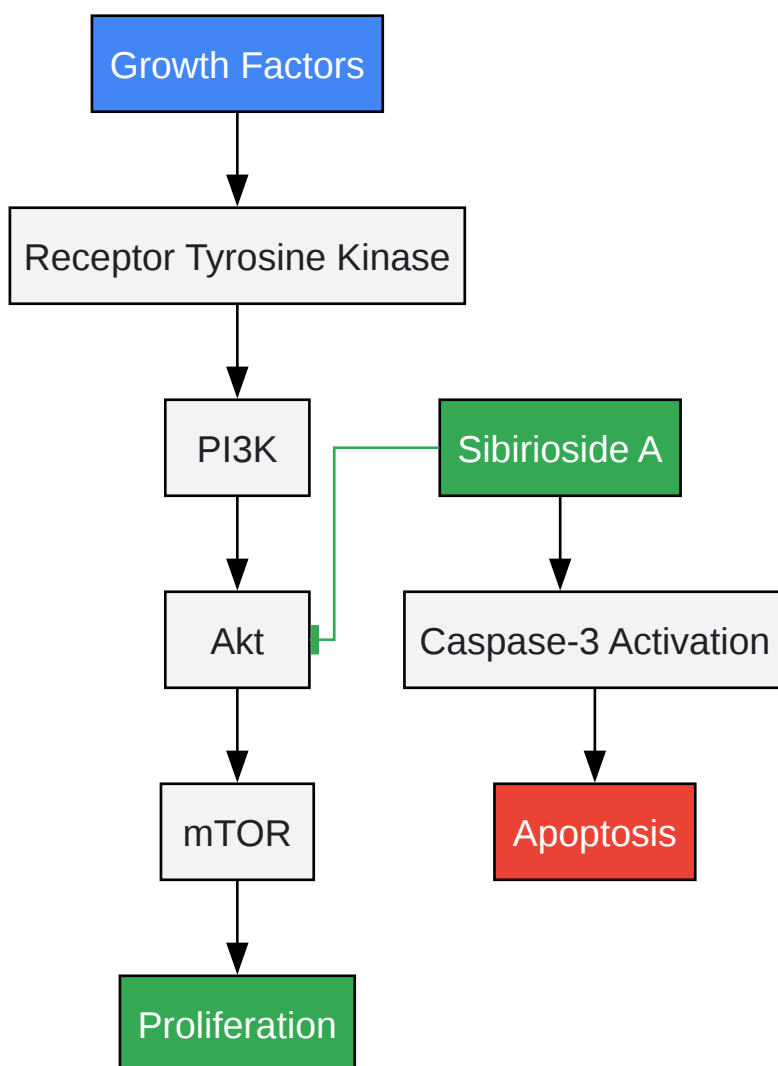 Growth Factors
Receptor Tyrosine Kinase
PI3K
Sibirioside A
Akt
Caspase-3 Activation
mTOR
Apoptosis
Proliferation